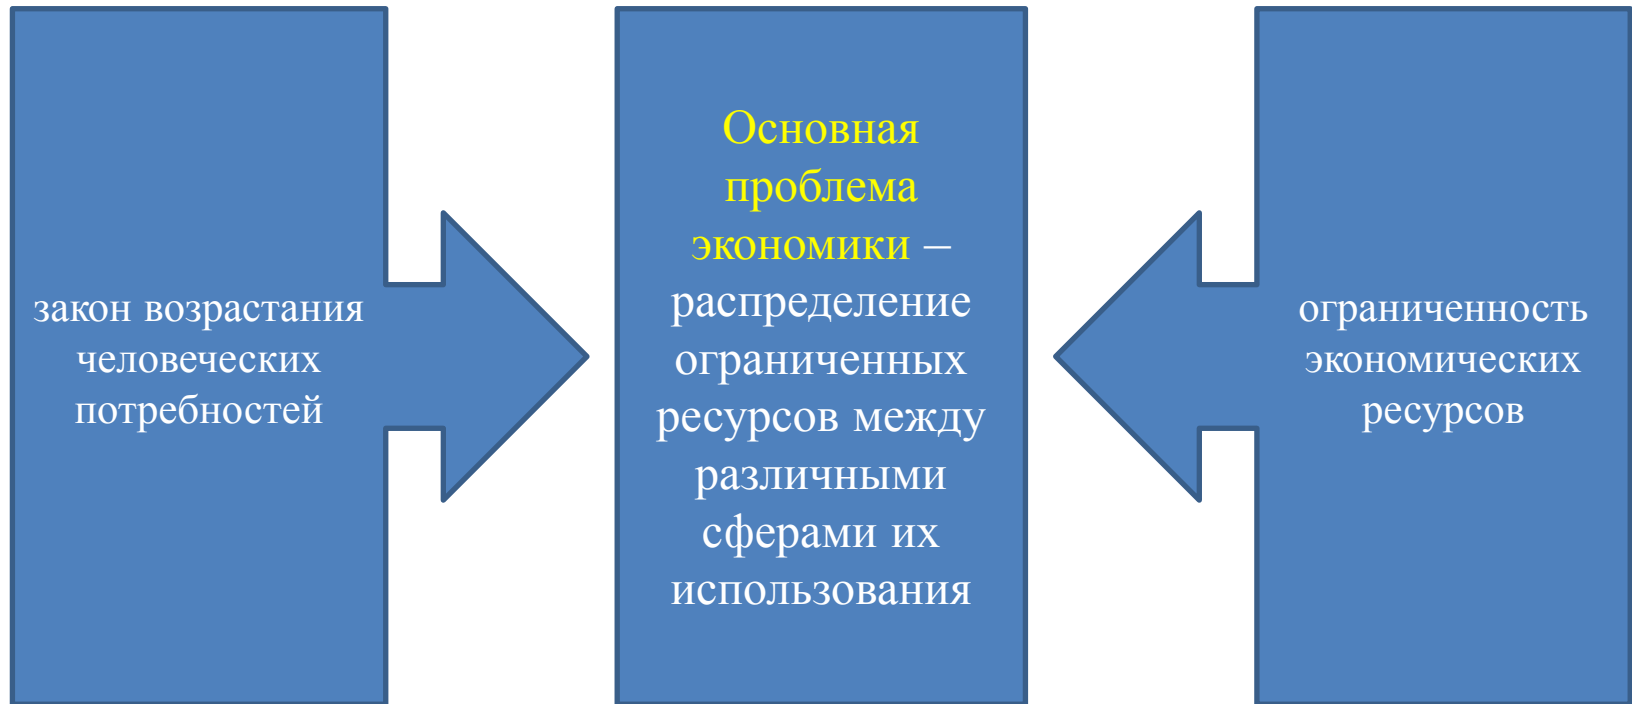 закон возрастания
человеческих
потребностей
Основная
проблема
экономики –
распределение
ограниченных
ресурсов между
различными
сферами их
использования
ограниченность
экономических
ресурсов